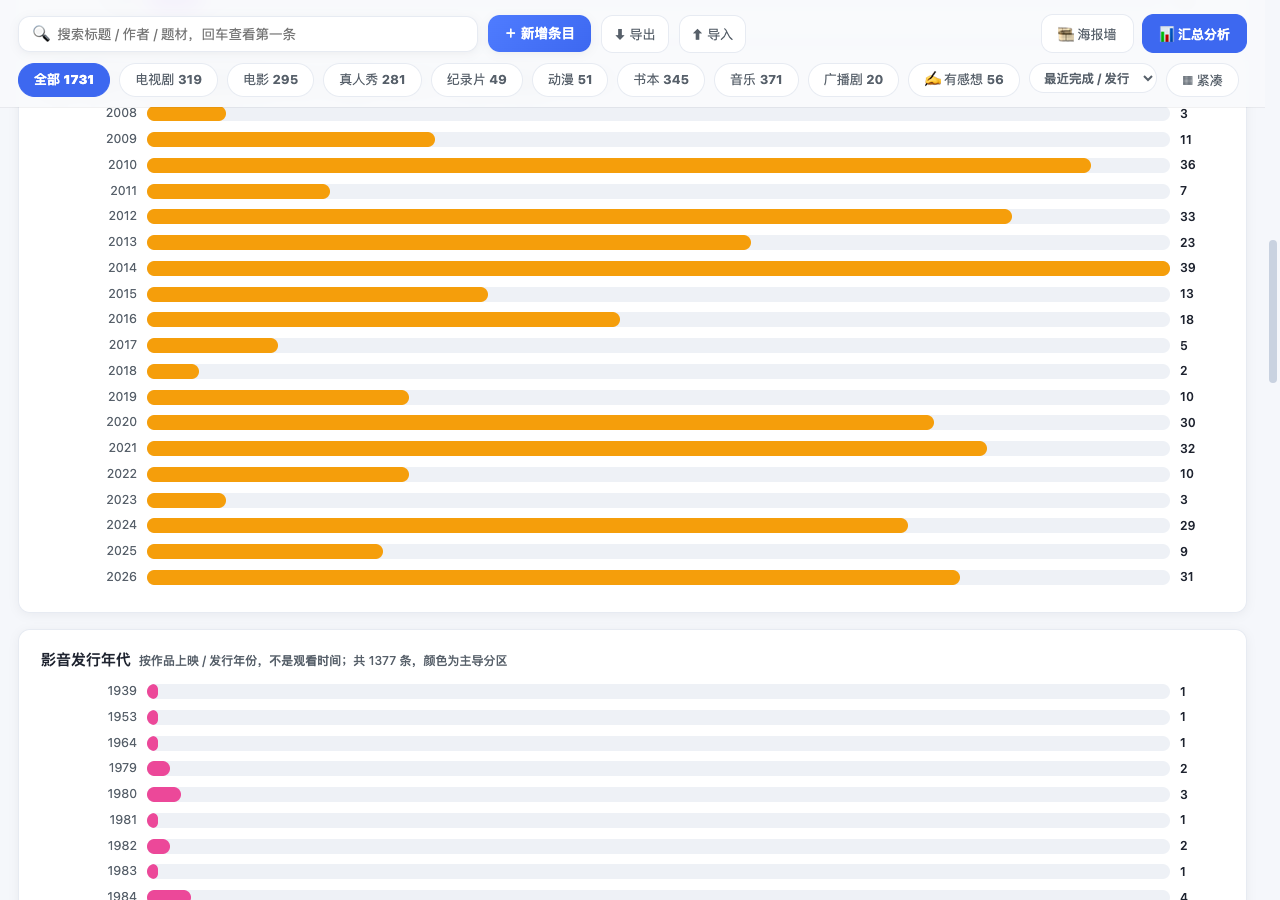 🔍 搜索标题 / 作者 / 题材，回车查看第一条
+ 新增条目
⬇ 导出
⬆ 导入
海报墙
📊 汇总分析
全部 1731
电视剧 319
电影 295
真人秀 281
纪录片 49
动漫 51
书本 345
音乐 371
广播剧 20
✍️ 有感想 56
最近完成 / 发行
▦ 紧凑
2008 3
2009 11
2010 36
2011 7
2012 33
2013 23
2014 39
2015 13
2016 18
2017 5
2018 2
2019 10
2020 30
2021 32
2022 10
2023 3
2024 29
2025 9
2026 31
影音发行年代 按作品上映 / 发行年份，不是观看时间；共 1377 条，颜色为主导分区
1939 1
1953 1
1964 1
1979 2
1980 3
1981 1
1982 2
1983 1
1984 4